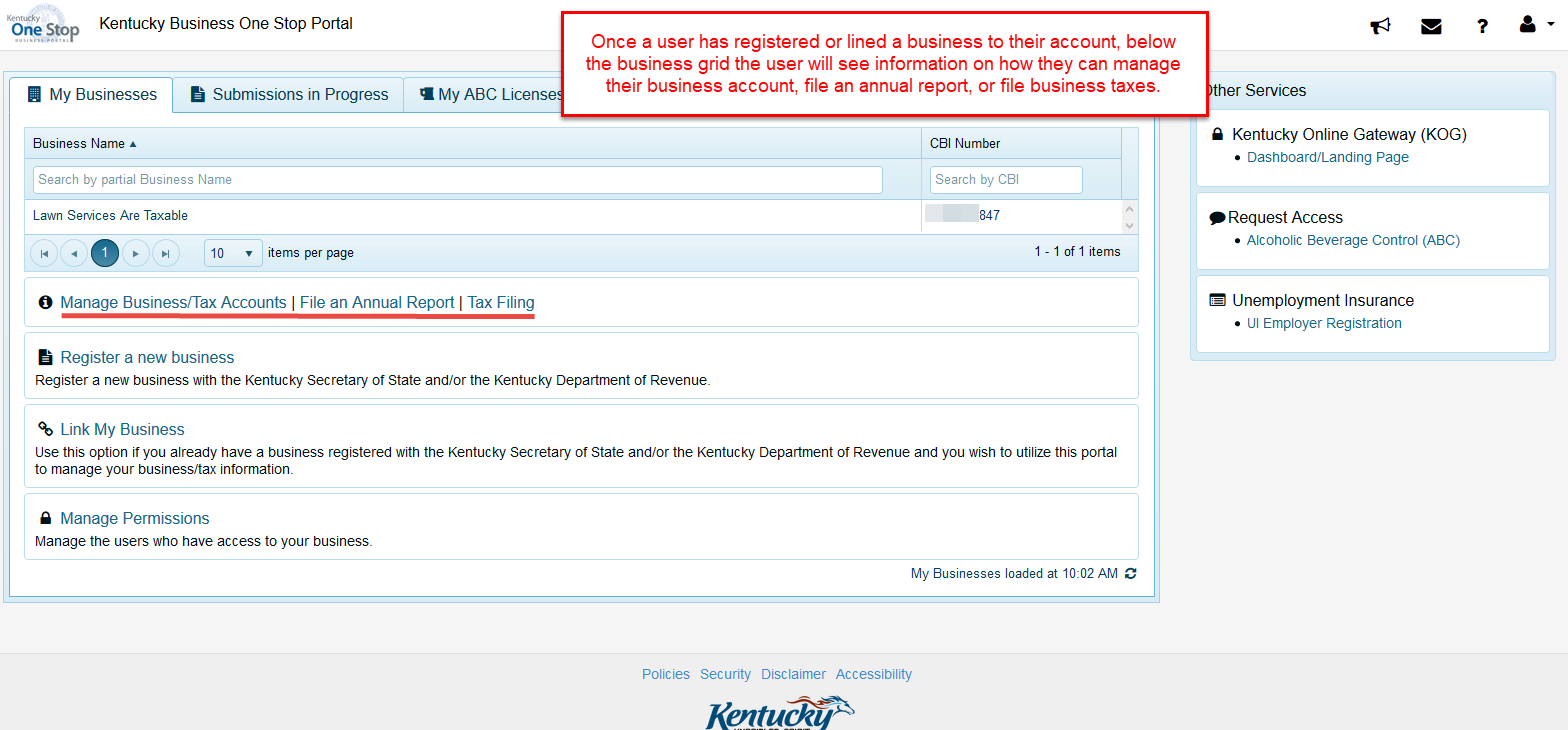 Kentucky
One Stop
BUSINESS PORTAL
Kentucky Business One Stop Portal
Once a user has registered or lined a business to their account, below
the business grid the user will see information on how they can manage
their business account, file an annual report, or file business taxes.
My Businesses
Submissions in Progress
My ABC Licenses
Business Name
CBI Number
Search by partial Business Name
Search by CBI
Lawn Services Are Taxable
847
1
10
items per page
1 - 1 of 1 items
Manage Business/Tax Accounts | File an Annual Report | Tax Filing
Register a new business
Register a new business with the Kentucky Secretary of State and/or the Kentucky Department of Revenue.
Link My Business
Use this option if you already have a business registered with the Kentucky Secretary of State and/or the Kentucky Department of Revenue and you wish to utilize this portal
to manage your business/tax information.
Manage Permissions
Manage the users who have access to your business.
My Businesses loaded at 10:02 AM
Other Services
Kentucky Online Gateway (KOG)
Dashboard/Landing Page
Request Access
Alcoholic Beverage Control (ABC)
Unemployment Insurance
UI Employer Registration
Policies Security Disclaimer Accessibility
Kentucky